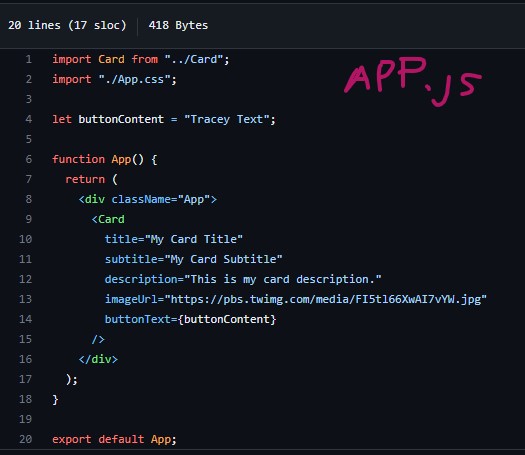 20 lines (17 sloc) 418 Bytes
APP.js
1 import Card from "../Card";
2 import "./App.css";
3
4 let buttonContent = "Tracey Text";
5
6 function App() {
7 return (
8 <div className="App">
9 <Card
10 title="My Card Title"
11 subtitle="My Card Subtitle"
12 description="This is my card description."
13 imageUrl="https://pbs.twimg.com/media/FI5tl66XwAI7vYW.jpg"
14 buttonText={buttonContent}
15 />
16 </div>
17 );
18 }
19
20 export default App;